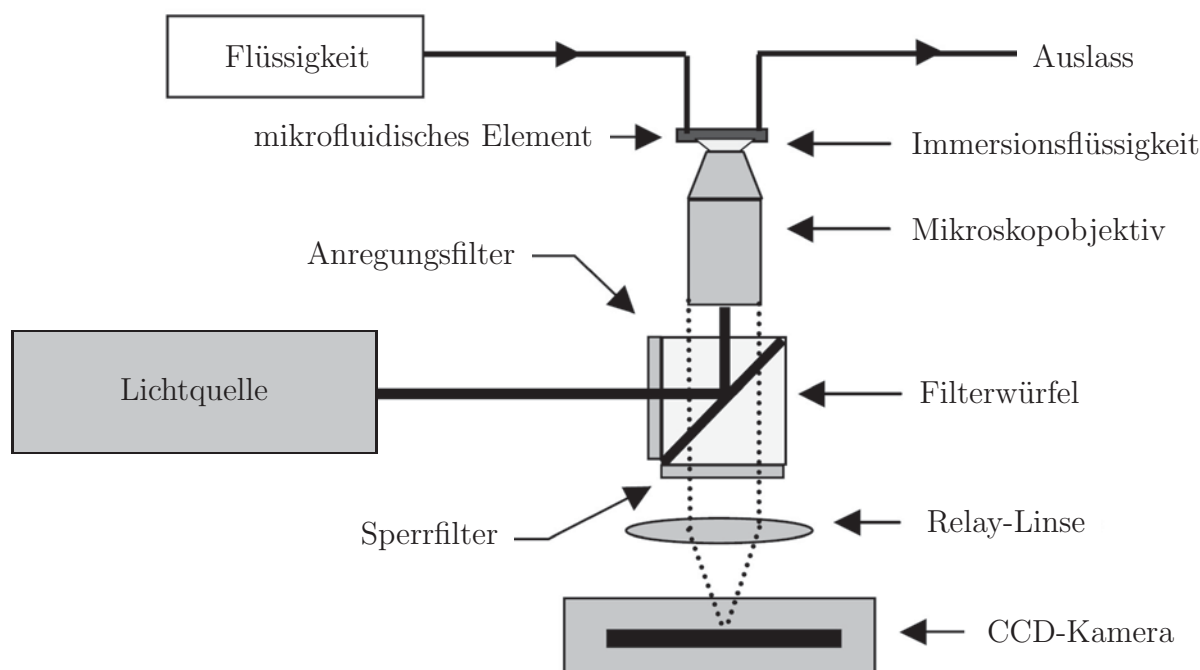 Flüssigkeit
Auslass
mikrofluidisches Element
Immersionsflüssigkeit
Mikroskopobjektiv
Anregungsfilter
Lichtquelle
Filterwürfel
Sperrfilter
Relay-Linse
CCD-Kamera